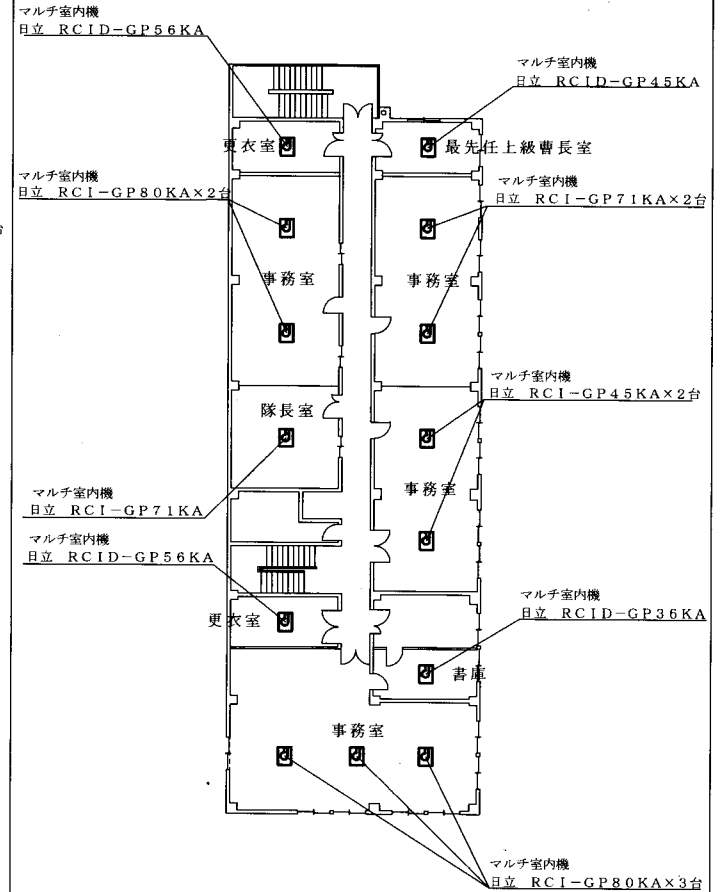 マルチ室内機
日立 RCID-GP56KA
マルチ室内機
日立 RCID-GP45KA
更衣室
最先任上級曹長室
マルチ室内機
日立 RCI-GP80KA×2台
マルチ室内機
日立 RCI-GP71KA×2台
事務室
事務室
マルチ室内機
日立 RCI-GP45KA×2台
隊長室
事務室
マルチ室内機
日立 RCI-GP71KA
マルチ室内機
日立 RCID-GP56KA
マルチ室内機
日立 RCID-GP36KA
更衣室
書庫
事務室
マルチ室内機
日立 RCI-GP80KA×3台